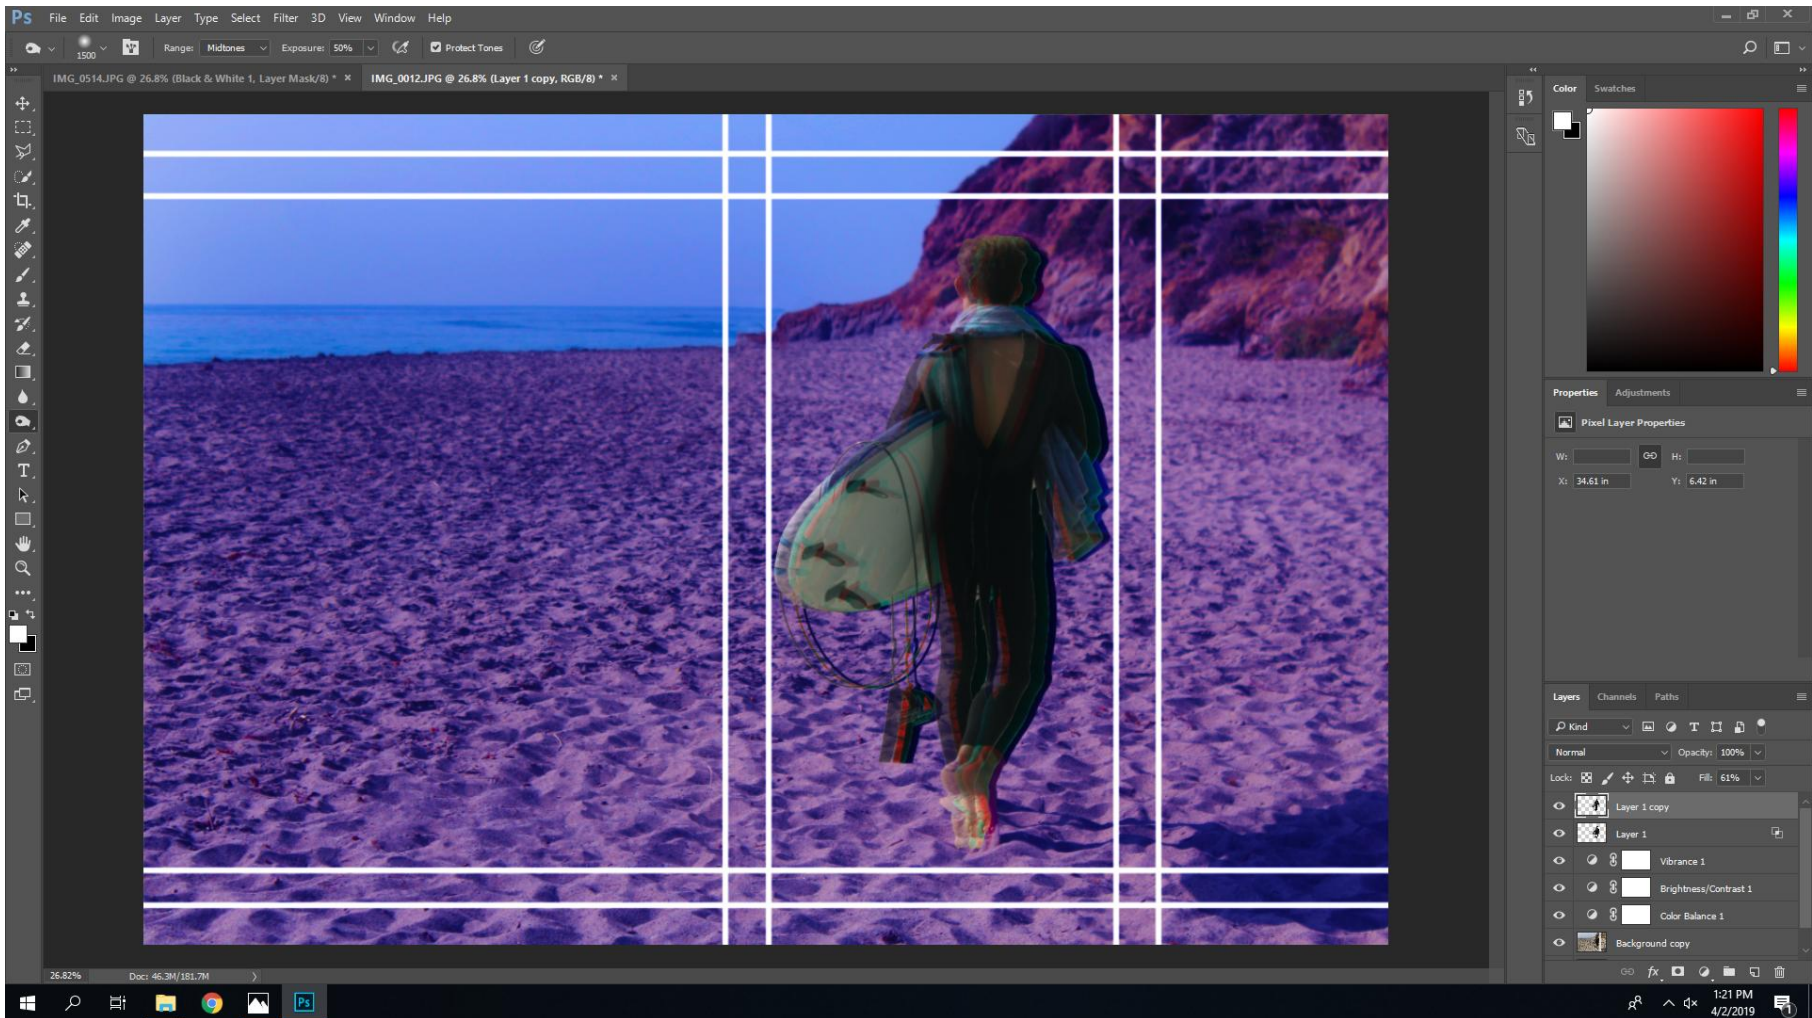 Ps File Edit Image Layer Type Select Filter 3D View Window Help
1500 Range: Midtones Exposure: 50% Protect Tones
IMG_0514.JPG @ 26.8% (Black & White 1, Layer Mask/8) * × IMG_0012.JPG @ 26.8% (Layer 1 copy, RGB/8) * ×
Color Swatches
Properties Adjustments
Pixel Layer Properties
W: H:
X: 34.61 in Y: 6.42 in
Layers Channels Paths
Kind
Normal Opacity: 100%
Lock: Fill: 61%
Layer 1 copy
Layer 1
Vibrance 1
Brightness/Contrast 1
Color Balance 1
Background copy
fx
26.82% Doc: 46.3M/181.7M
Ps
1:21 PM
4/2/2019
1